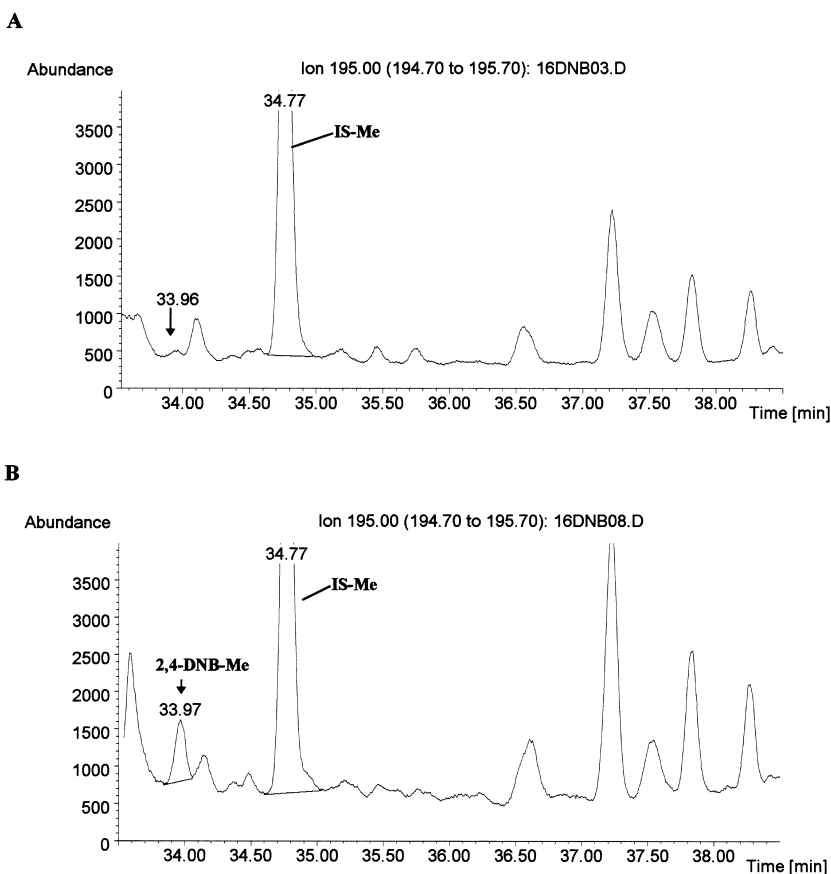 A
Abundance
Ion 195.00 (194.70 to 195.70): 16DNB03.D
34.77
IS-Me
3500
3000
2500
2000
1500
1000
500
0
33.96
34.00 34.50 35.00 35.50 36.00 36.50 37.00 37.50 38.00
Time [min]
B
Abundance
Ion 195.00 (194.70 to 195.70): 16DNB08.D
34.77
IS-Me
3500
3000
2500
2000
1500
1000
500
0
2,4-DNB-Me
33.97
34.00 34.50 35.00 35.50 36.00 36.50 37.00 37.50 38.00
Time [min]